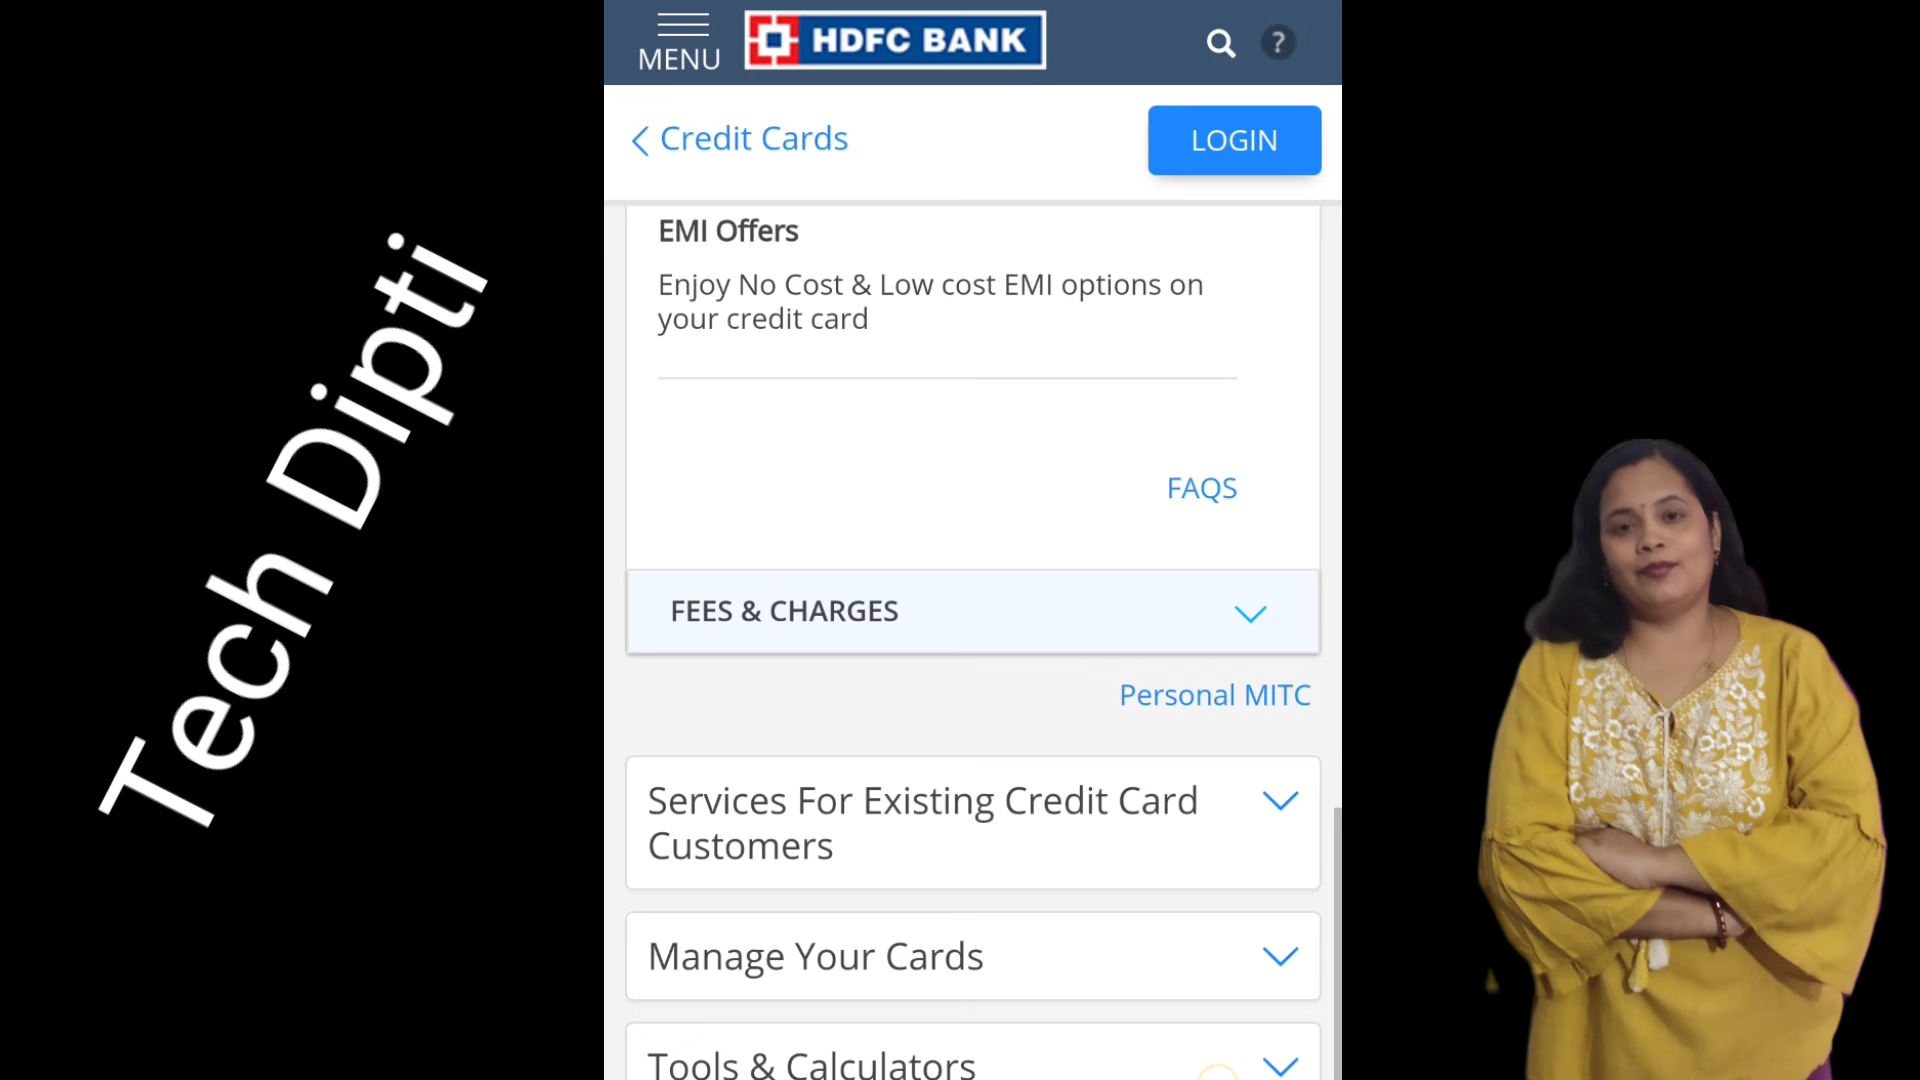 Tech Dipti
MENU
HDFC BANK
?
Credit Cards
LOGIN
EMI Offers
Enjoy No Cost & Low cost EMI options on
your credit card
FAQS
FEES & CHARGES
Personal MITC
Services For Existing Credit Card
Customers
Manage Your Cards
Tools & Calculators